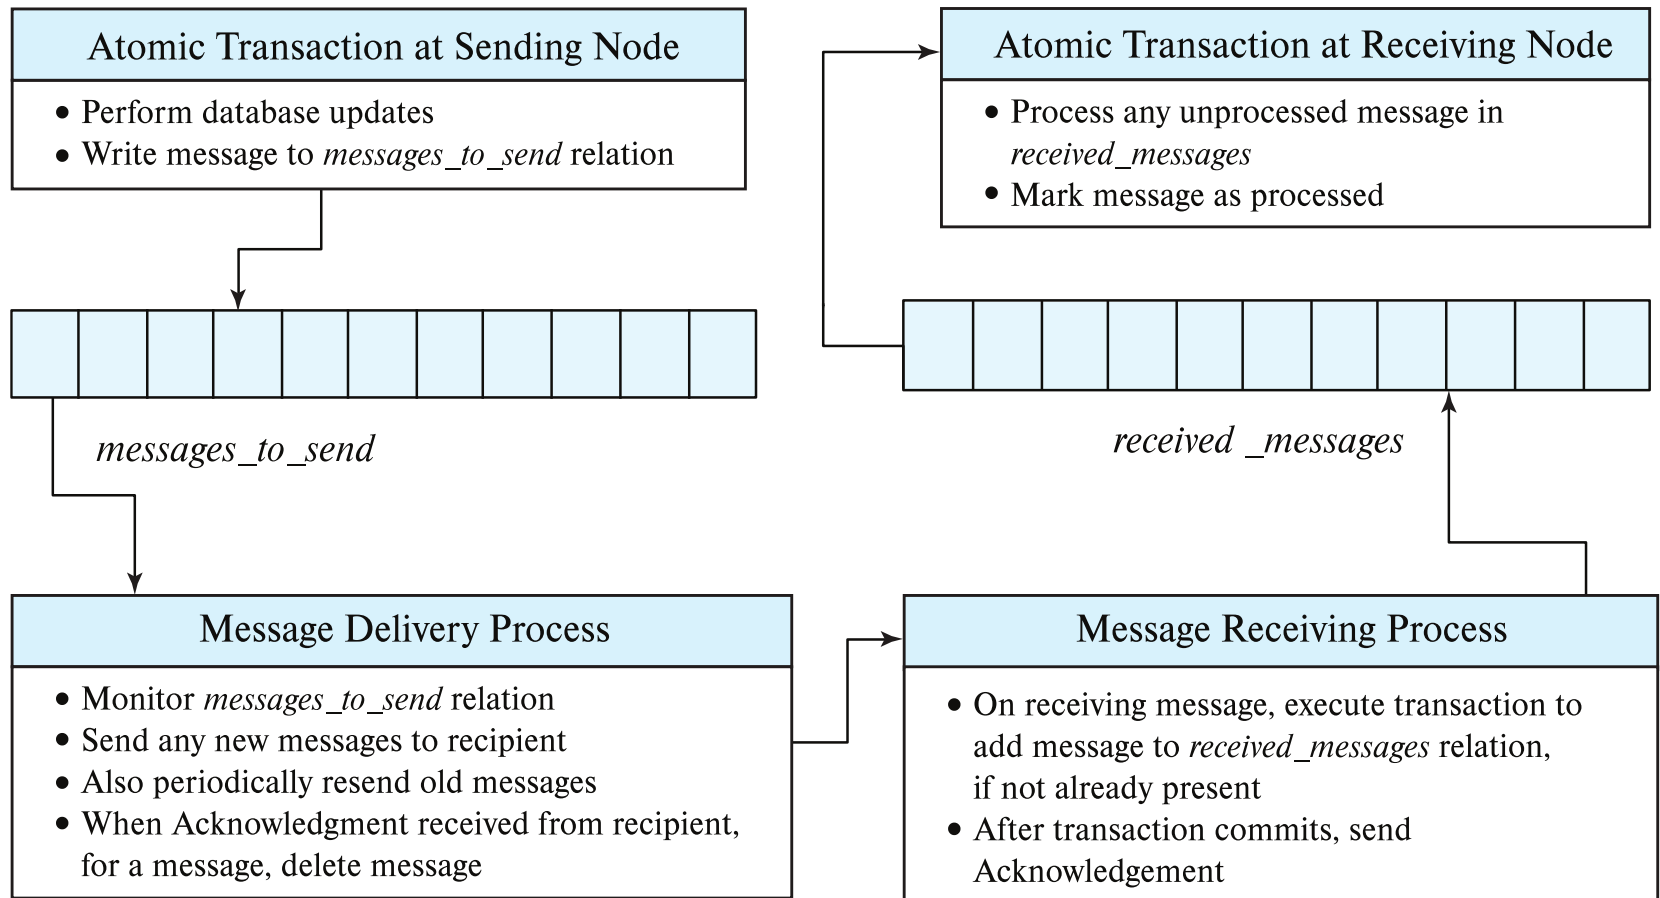 Atomic Transaction at Sending Node
• Perform database updates
• Write message to messages_to_send relation
messages_to_send
Message Delivery Process
• Monitor messages_to_send relation
• Send any new messages to recipient
• Also periodically resend old messages
• When Acknowledgment received from recipient,
for a message, delete message
Atomic Transaction at Receiving Node
• Process any unprocessed message in
received_messages
• Mark message as processed
received _messages
Message Receiving Process
• On receiving message, execute transaction to
add message to received_messages relation,
if not already present
• After transaction commits, send
Acknowledgement